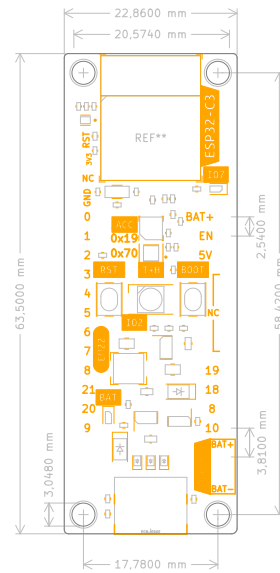 22,8600 mm
20,5740 mm
REF**
ESP32-C3
RST
3V3
NC
IO7
GND
0
ACC
BAT+
1
0x19
EN
2
0x70
5V
3
RST
BOOT
4
5
NC
IO2
6
7
8
19
21
BAT
18
20
8
9
10
BAT+
BAT-
63,5000 mm
58,4200 mm
2,5400
3,8100 mm
3,0480 mm
17,7800 mm